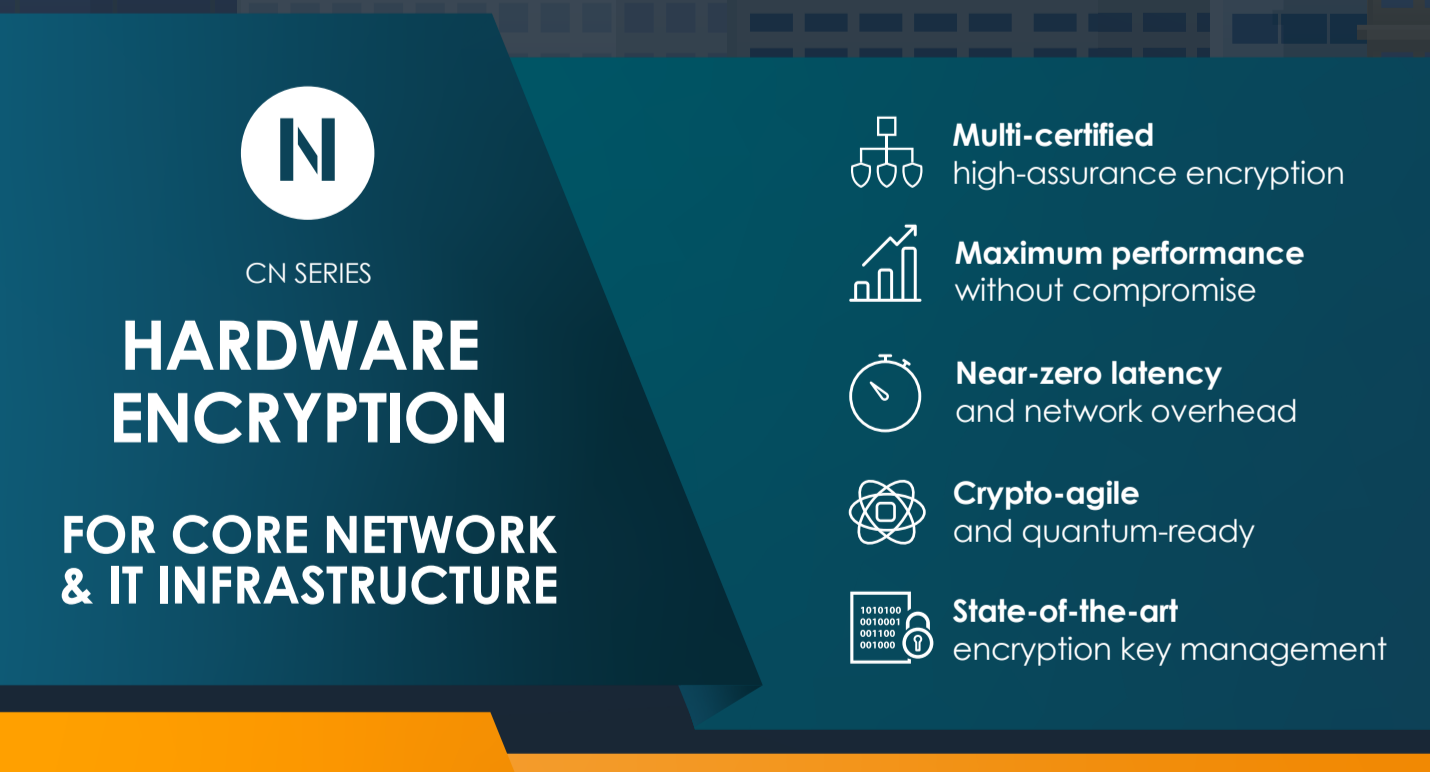 N
CN SERIES
HARDWARE
ENCRYPTION
FOR CORE NETWORK
& IT INFRASTRUCTURE
Multi-certified
high-assurance encryption
Maximum performance
without compromise
Near-zero latency
and network overhead
Crypto-agile
and quantum-ready
1010100
0010001
001100
001000
State-of-the-art
encryption key management